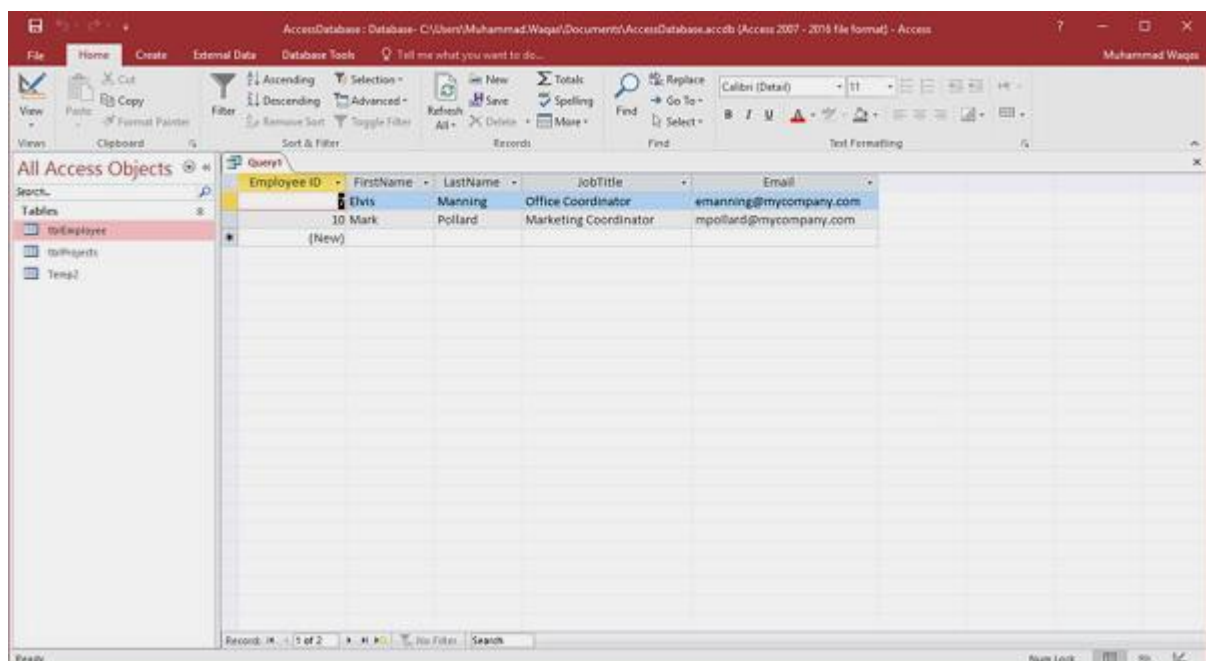 AccessDatabase : Database- C:\Users\Muhammad.Waqas\Documents\AccessDatabase.accdb (Access 2007 - 2016 file format) - Access ?
File Home Create External Data Database Tools Tell me what you want to do... Muhammad Waqas
View
Paste
Cut
Copy
Format Painter
Filter
Ascending
Descending
Remove Sort
Selection
Advanced
Toggle Filter
Refresh All
New
Save
Delete
Totals
Spelling
More
Find
Replace
Go To
Select
Calibri (Detail) 11
B I U A
Views Clipboard Sort & Filter Records Find Text Formatting
All Access Objects
Search...
Tables
tblEmployee
tblProjects
Temp2
Query1
Employee ID FirstName LastName JobTitle Email
Elvis Manning Office Coordinator emanning@mycompany.com
10 Mark Pollard Marketing Coordinator mpollard@mycompany.com
(New)
Record: 1 of 2 No Filter Search
Ready Num Lock